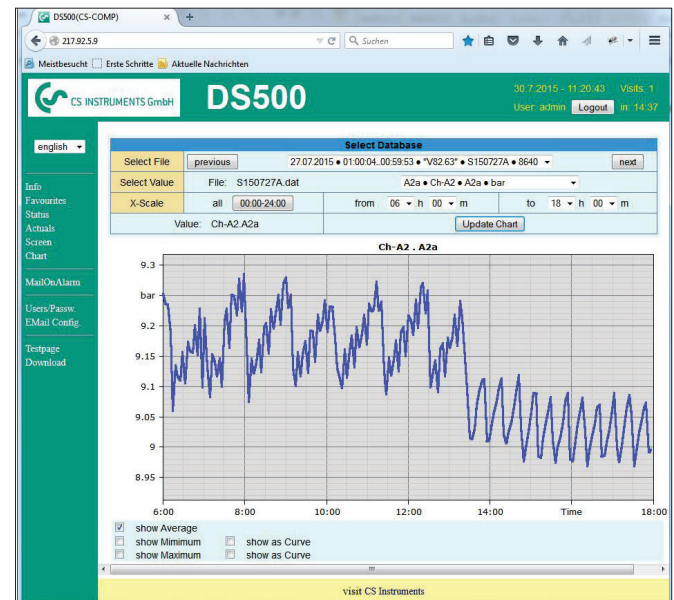 DS500(CS-COMP) × +
217.92.5.9 Suchen
Meistbesucht Erste Schritte Aktuelle Nachrichten
CS INSTRUMENTS GmbH DS500 30.7.2015 - 11:20:43 Visits: 1
User: admin Logout in: 14:37
english
Info
Favourites
Status
Actuals
Screen
Chart
MailOnAlarm
Users/Passw.
EMail Config.
Testpage
Download
Select Database
Select File previous 27.07.2015 ● 01:00:04..00:59:53 ● "V82.63" ● S150727A ● 8640 next
Select Value File: S150727A.dat A2a ● Ch-A2 ● A2a ● bar
X-Scale all 00:00-24:00 from 06 h 00 m to 18 h 00 m
Value: Ch-A2.A2a Update Chart
Ch-A2 . A2a
9.3
bar
9.2
9.15
9.1
9.05
9
8.95
6:00 8:00 10:00 12:00 14:00 Time 18:00
show Average
show Mimimum show as Curve
show Maximum show as Curve
visit CS Instruments